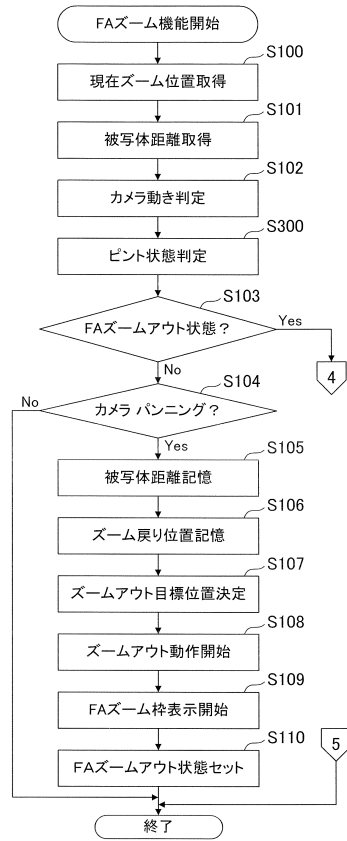 FAズーム機能開始
S100
現在ズーム位置取得
S101
被写体距離取得
S102
カメラ動き判定
S300
ピント状態判定
S103
FAズームアウト状態？
Yes
4
No
S104
No
カメラ パンニング？
Yes
S105
被写体距離記憶
S106
ズーム戻り位置記憶
S107
ズームアウト目標位置決定
S108
ズームアウト動作開始
S109
FAズーム枠表示開始
S110
5
FAズームアウト状態セット
終了